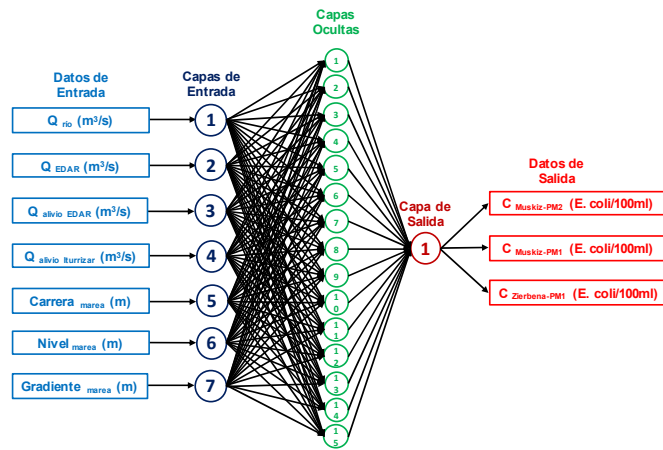 Capas
Ocultas
Datos de
Entrada
Capas de
Entrada
Q río (m³/s)
Q EDAR (m³/s)
Q alivio EDAR (m³/s)
Q alivio Iturrizar (m³/s)
Carrera marea (m)
Nivel marea (m)
Gradiente marea (m)
1
2
3
4
5
6
7
1
2
3
4
5
6
7
8
9
10
11
12
13
14
15
Capa de
Salida
1
Datos de
Salida
C Muskiz-PM2 (E. coli/100ml)
C Muskiz-PM1 (E. coli/100ml)
C Zierbena-PM1 (E. coli/100ml)